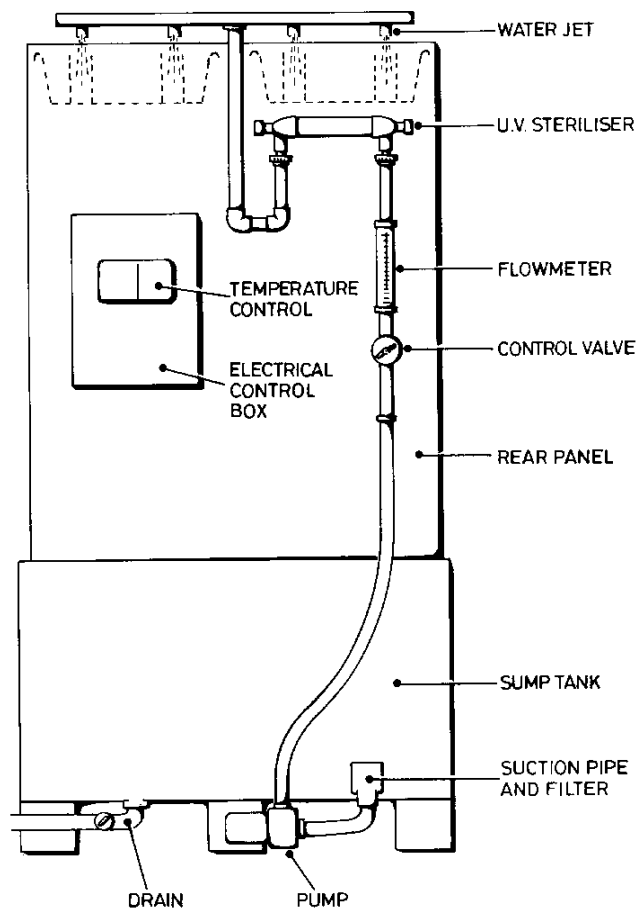 WATER JET
U.V. STERILISER
FLOWMETER
TEMPERATURE
CONTROL
CONTROL VALVE
ELECTRICAL
CONTROL
BOX
REAR PANEL
SUMP TANK
SUCTION PIPE
AND FILTER
DRAIN
PUMP